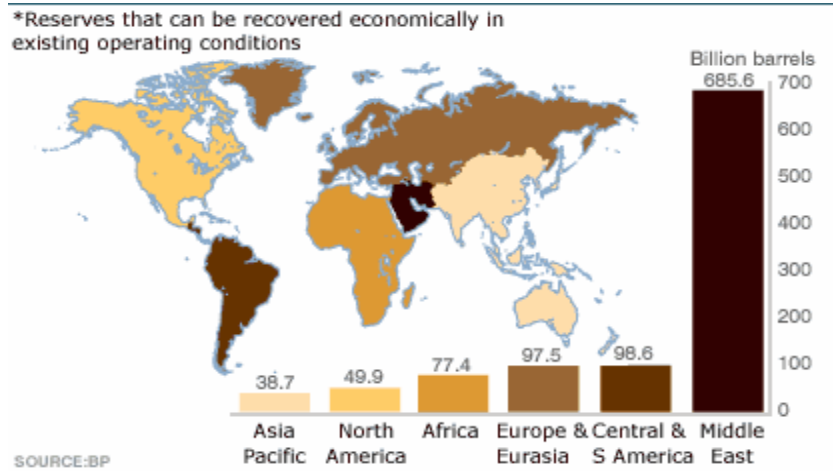 *Reserves that can be recovered economically in
existing operating conditions
Billion barrels
685.6
700
600
500
400
300
200
100
0
38.7
49.9
77.4
97.5
98.6
Asia
Pacific
North
America
Africa
Europe &
Eurasia
Central &
S America
Middle
East
SOURCE:BP